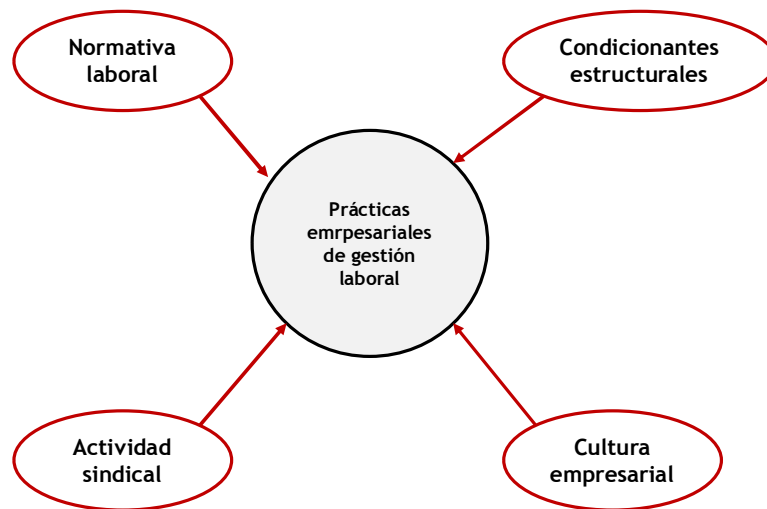 Normativa
laboral
Condicionantes
estructurales
Prácticas
emrpesariales
de gestión
laboral
Actividad
sindical
Cultura
empresarial